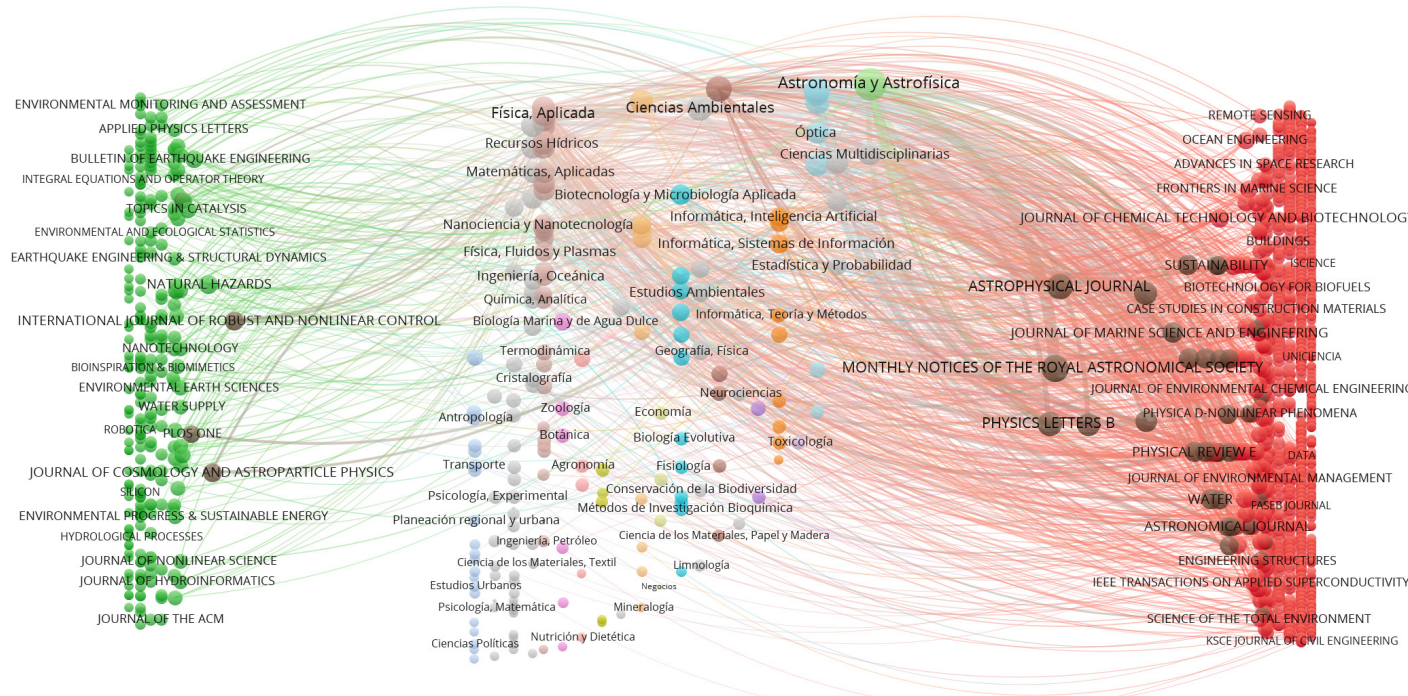 ENVIRONMENTAL MONITORING AND ASSESSMENT
APPLIED PHYSICS LETTERS
BULLETIN OF EARTHQUAKE ENGINEERING
INTEGRAL EQUATIONS AND OPERATOR THEORY
TOPICS IN CATALYSIS
ENVIRONMENTAL AND ECOLOGICAL STATISTICS
EARTHQUAKE ENGINEERING & STRUCTURAL DYNAMICS
NATURAL HAZARDS
INTERNATIONAL JOURNAL OF ROBUST AND NONLINEAR CONTROL
NANOTECHNOLOGY
BIOINSPIRATION & BIOMIMETICS
ENVIRONMENTAL EARTH SCIENCES
WATER SUPPLY
ROBOTICA
PLOS ONE
JOURNAL OF COSMOLOGY AND ASTROPARTICLE PHYSICS
SILICON
ENVIRONMENTAL PROGRESS & SUSTAINABLE ENERGY
HYDROLOGICAL PROCESSES
JOURNAL OF NONLINEAR SCIENCE
JOURNAL OF HYDROINFORMATICS
JOURNAL OF THE ACM
Astronomía y Astrofísica
Física, Aplicada
Ciencias Ambientales
Óptica
Recursos Hídricos
Ciencias Multidisciplinarias
Matemáticas, Aplicadas
Biotecnología y Microbiología Aplicada
Nanociencia y Nanotecnología
Informática, Inteligencia Artificial
Física, Fluidos y Plasmas
Informática, Sistemas de Información
Estadística y Probabilidad
Ingeniería, Oceánica
Estudios Ambientales
Química, Analítica
Biología Marina y de Agua Dulce
Informática, Teoría y Métodos
Termodinámica
Geografía, Física
Cristalografía
Neurociencias
Antropología
Zoología
Economía
Botánica
Biología Evolutiva
Toxicología
Transporte
Agronomía
Fisiología
Psicología, Experimental
Conservación de la Biodiversidad
Métodos de Investigación Bioquímica
Planeación regional y urbana
Ingeniería, Petróleo
Ciencia de los Materiales, Papel y Madera
Ciencia de los Materiales, Textil
Limnología
Estudios Urbanos
Negocios
Psicología, Matemática
Mineralogía
Ciencias Políticas
Nutrición y Dietética
REMOTE SENSING
OCEAN ENGINEERING
ADVANCES IN SPACE RESEARCH
FRONTIERS IN MARINE SCIENCE
JOURNAL OF CHEMICAL TECHNOLOGY AND BIOTECHNOLOGY
BUILDINGS
SUSTAINABILITY
ISCIENCE
ASTROPHYSICAL JOURNAL
BIOTECHNOLOGY FOR BIOFUELS
CASE STUDIES IN CONSTRUCTION MATERIALS
JOURNAL OF MARINE SCIENCE AND ENGINEERING
UNICIENCIA
MONTHLY NOTICES OF THE ROYAL ASTRONOMICAL SOCIETY
JOURNAL OF ENVIRONMENTAL CHEMICAL ENGINEERING
PHYSICA D-NONLINEAR PHENOMENA
PHYSICS LETTERS B
PHYSICAL REVIEW E
DATA
JOURNAL OF ENVIRONMENTAL MANAGEMENT
WATER
FASEB JOURNAL
ASTRONOMICAL JOURNAL
ENGINEERING STRUCTURES
IEEE TRANSACTIONS ON APPLIED SUPERCONDUCTIVITY
SCIENCE OF THE TOTAL ENVIRONMENT
KSCE JOURNAL OF CIVIL ENGINEERING